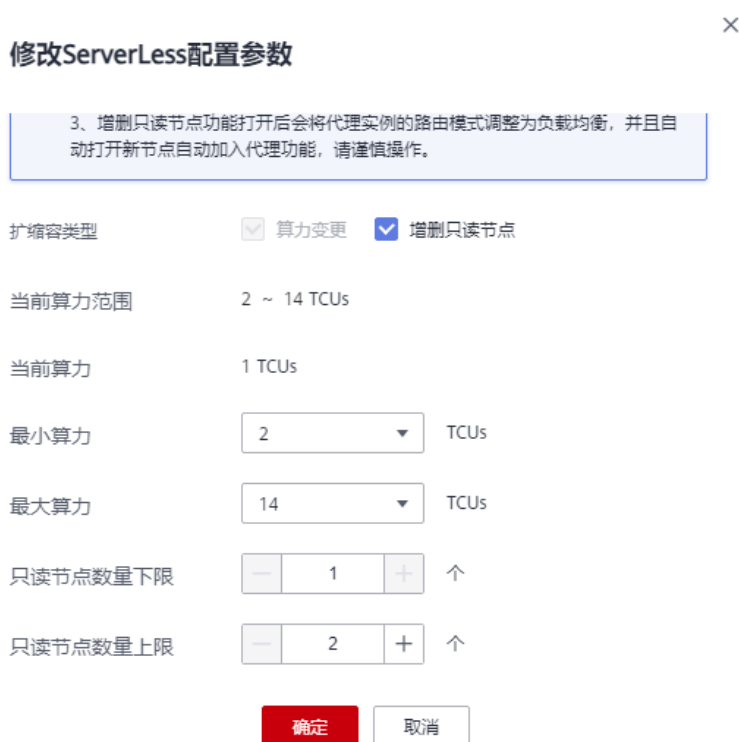 修改ServerLess配置参数
3、增删只读节点功能打开后会将代理实例的路由模式调整为负载均衡，并且自
动打开新节点自动加入代理功能，请谨慎操作。
扩缩容类型 算力变更 增删只读节点
当前算力范围 2 ~ 14 TCUs
当前算力 1 TCUs
最小算力 2 TCUs
最大算力 14 TCUs
只读节点数量下限 1 个
只读节点数量上限 2 个
确定 取消